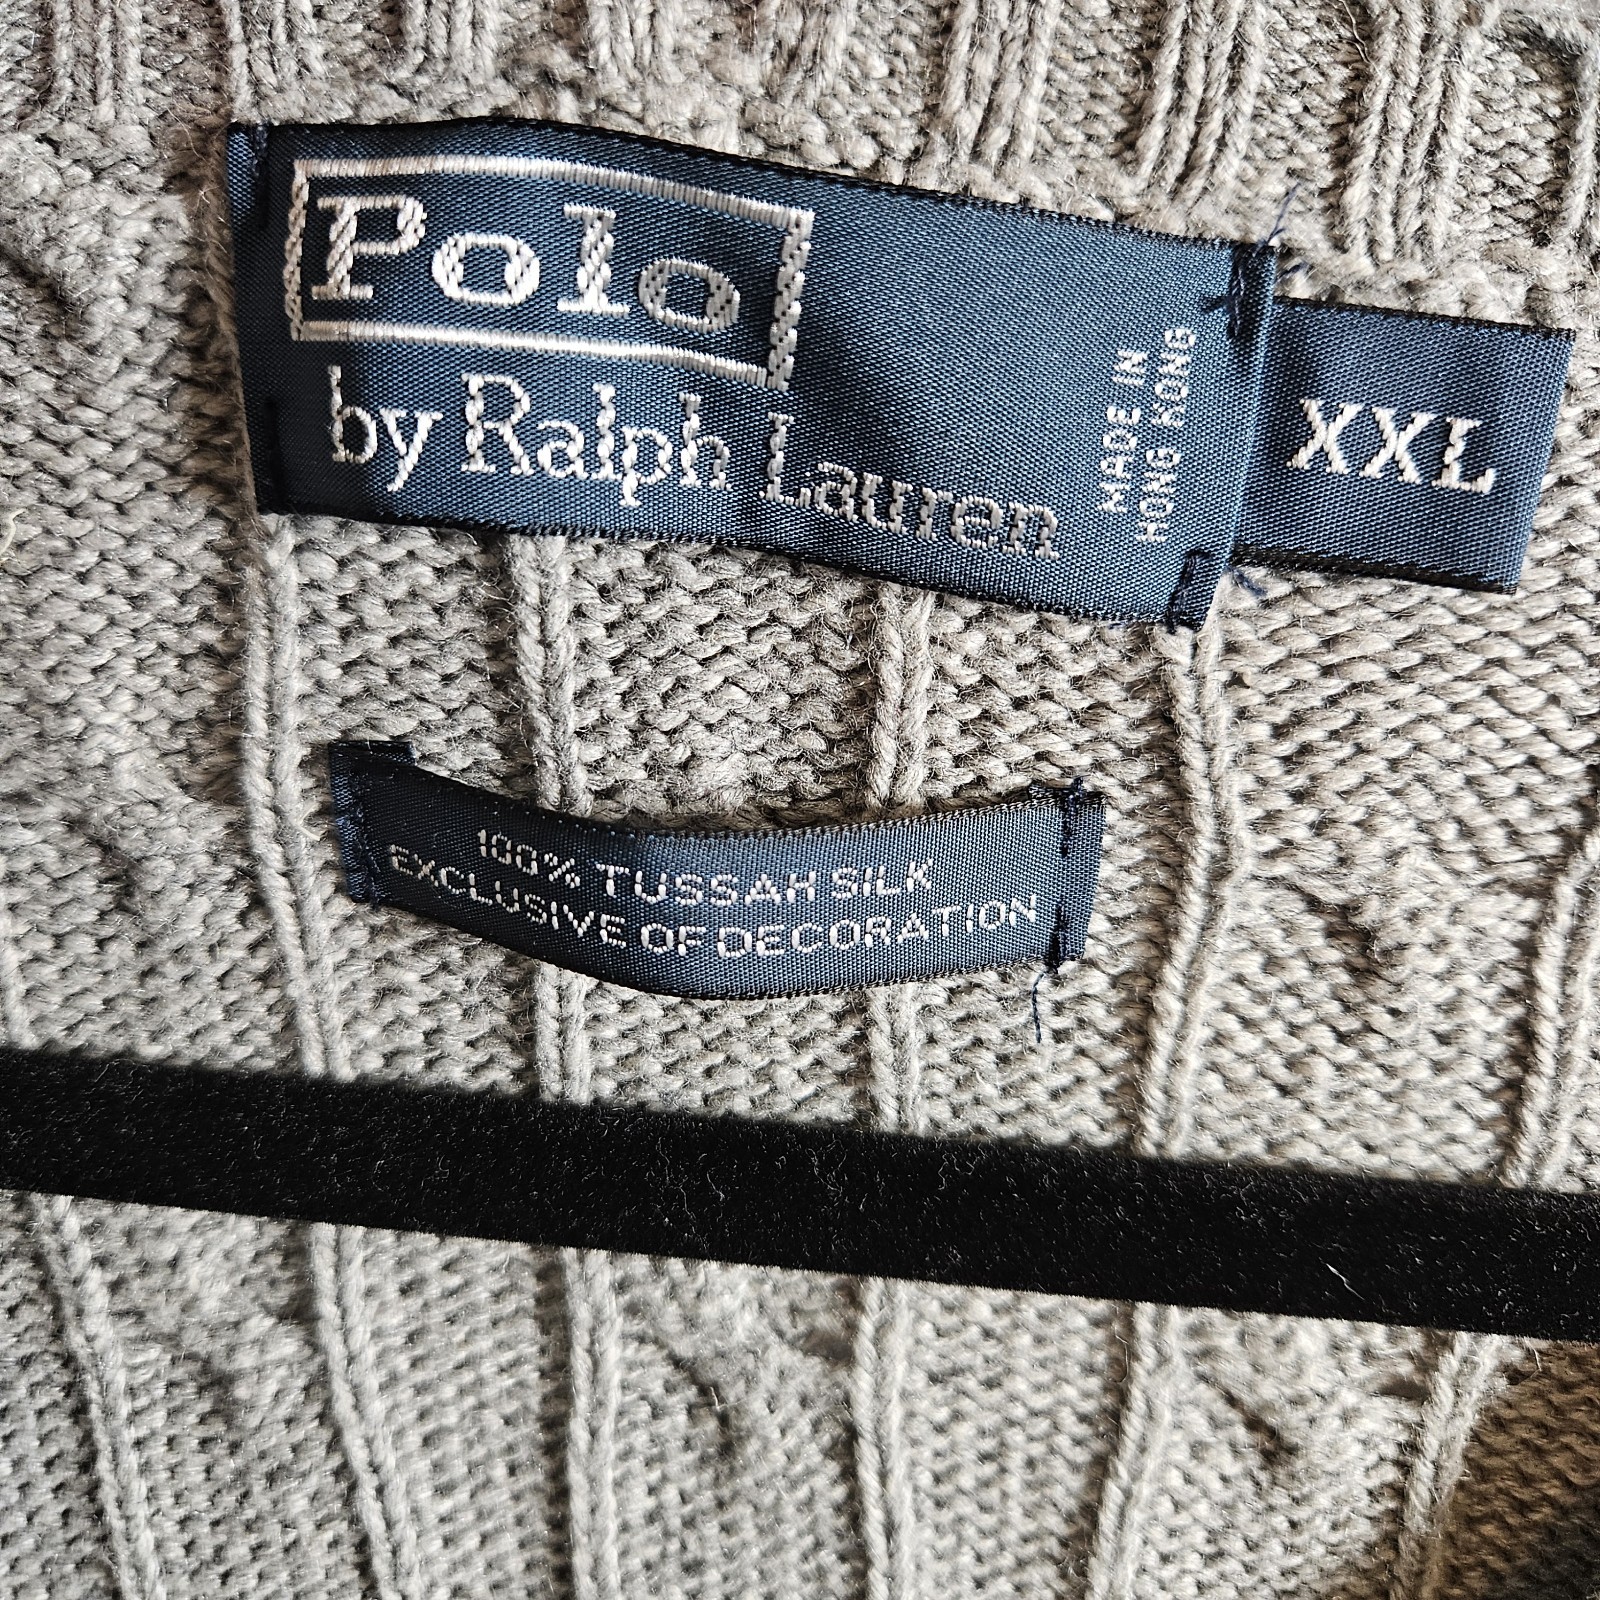 Polo
by Ralph Lauren
MADE IN
HONG KONG
XXL
100% TUSSAH SILK
EXCLUSIVE OF DECORATION